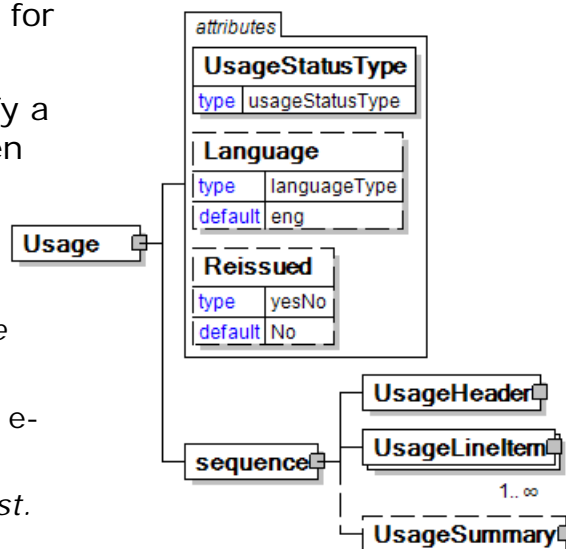 for
fy a
en
e
e-
st.
attributes
UsageStatusType
type usageStatusType
Language
type languageType
default eng
Usage
Reissued
type yesNo
default No
sequence
UsageHeader
UsageLineItem
1.. ∞
UsageSummary